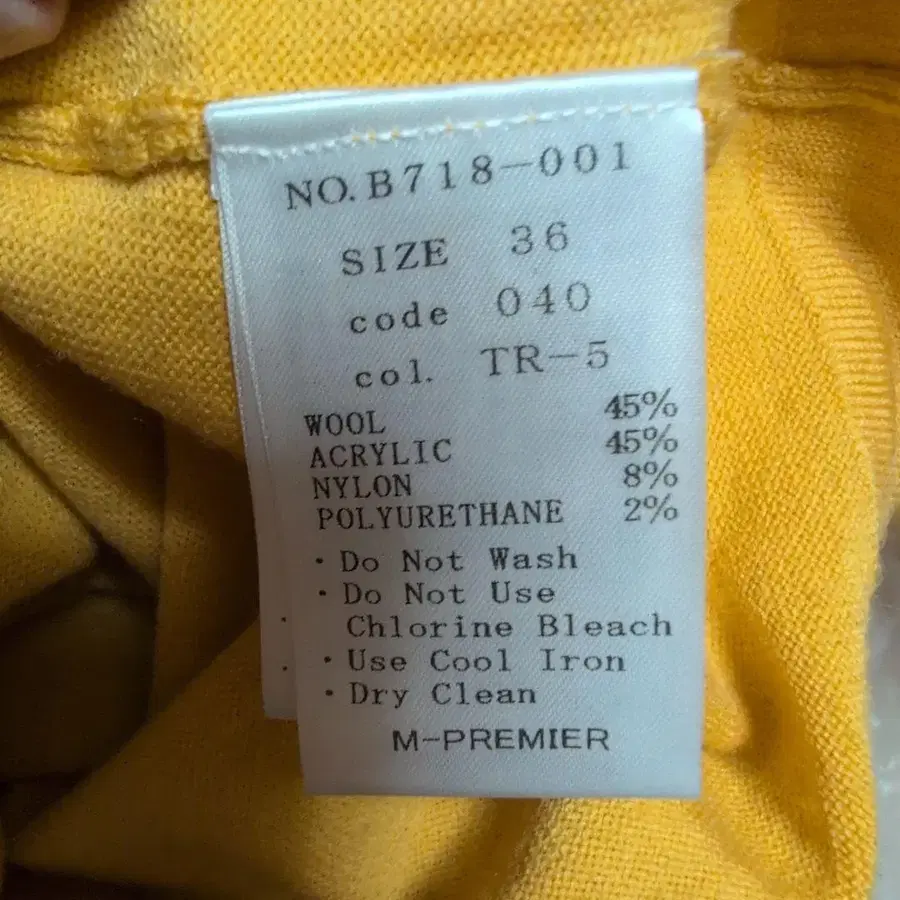 NO.B718-001
SIZE 36
code 040
col. TR-5
WOOL 45%
ACRYLIC 45%
NYLON 8%
POLYURETHANE 2%
・Do Not Wash
・Do Not Use
Chlorine Bleach
・Use Cool Iron
・Dry Clean
M-PREMIER